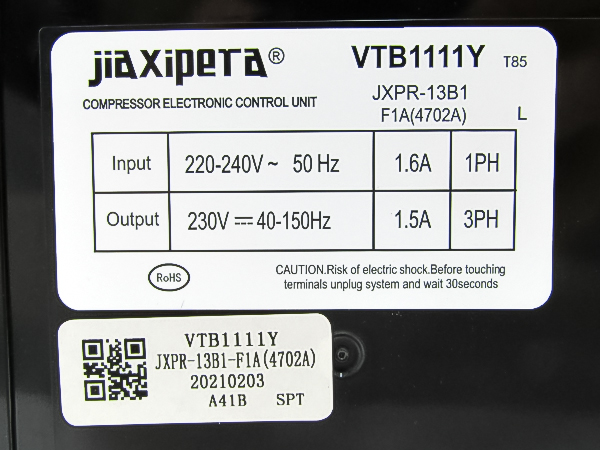 jiaxipera® VTB1111Y T85
COMPRESSOR ELECTRONIC CONTROL UNIT JXPR-13B1
F1A(4702A) L
Input 220-240V~ 50 Hz 1.6A 1PH
Output 230V ⎓ 40-150Hz 1.5A 3PH
RoHS
CAUTION.Risk of electric shock.Before touching
terminals unplug system and wait 30seconds
VTB1111Y
JXPR-13B1-F1A(4702A)
20210203
A41B SPT